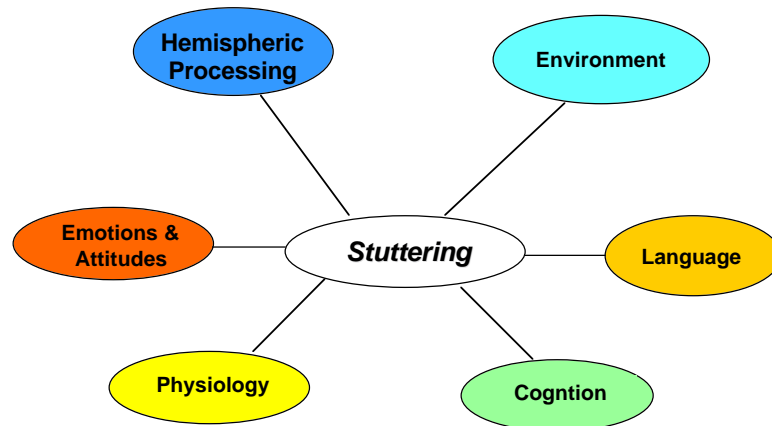 Hemispheric
Processing
Environment
Emotions &
Attitudes
Stuttering
Language
Physiology
Cogntion